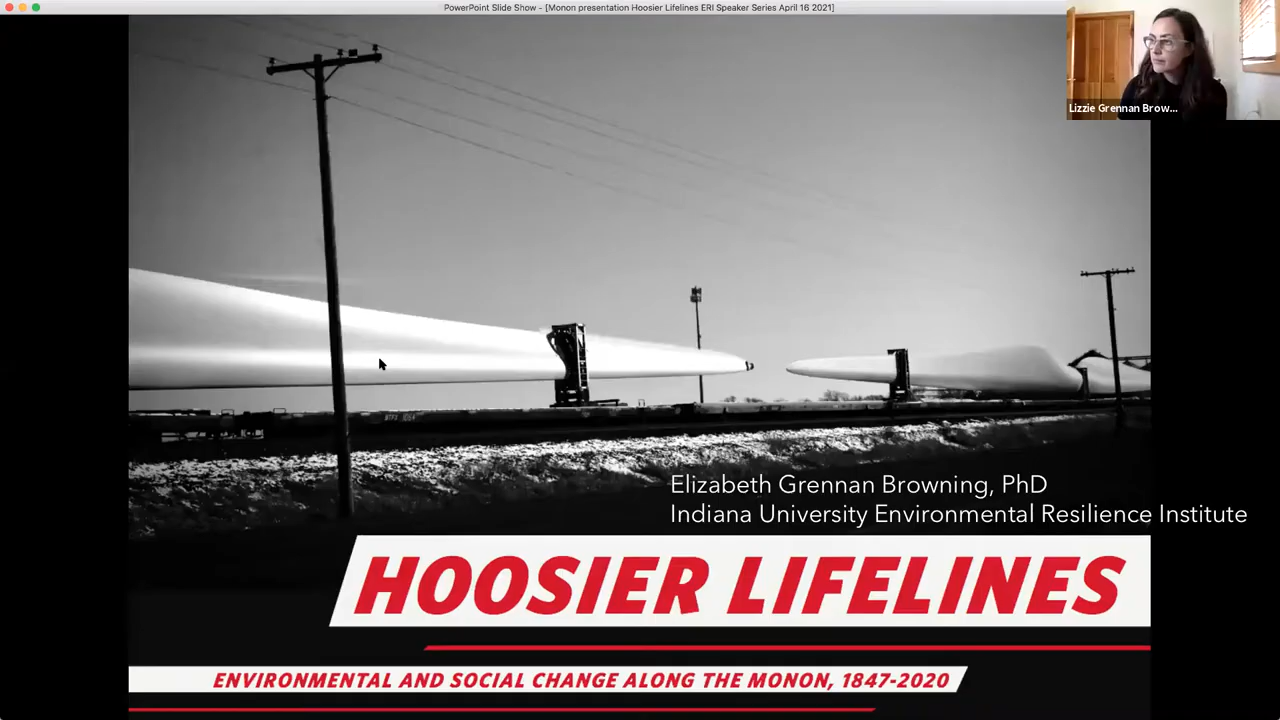 PowerPoint Slide Show - [Monon presentation Hoosier Lifelines ERI Speaker Series April 16 2021]
Lizzie Grennan Brow...
Elizabeth Grennan Browning, PhD
Indiana University Environmental Resilience Institute
HOOSIER LIFELINES
ENVIRONMENTAL AND SOCIAL CHANGE ALONG THE MONON, 1847-2020